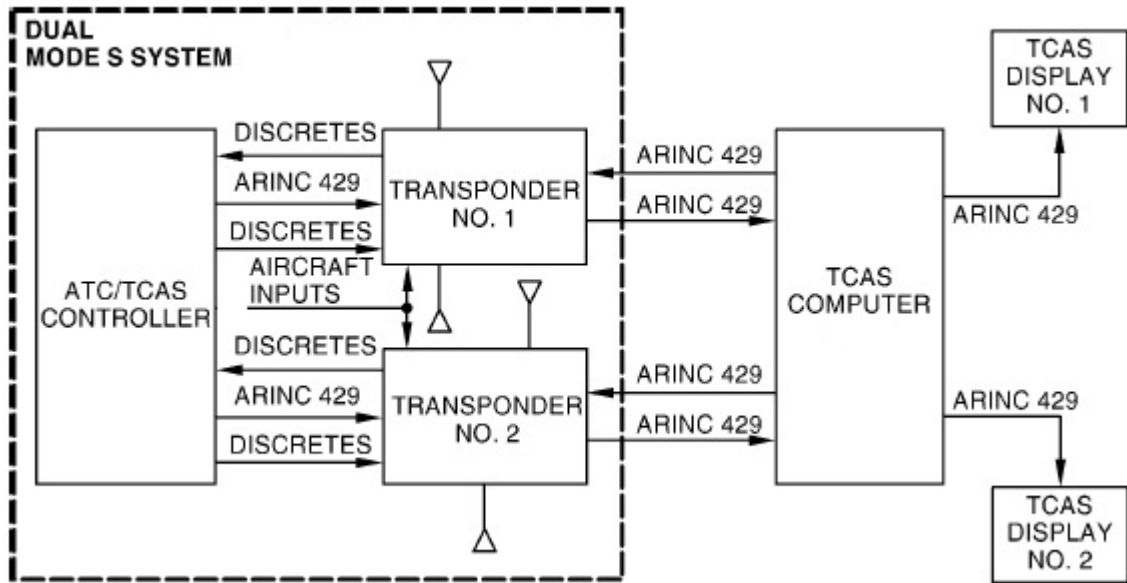 DUAL
MODE S SYSTEM
TCAS
DISPLAY
NO. 1
DISCRETES
ARINC 429
DISCRETES
TRANSPONDER
NO. 1
ARINC 429
ARINC 429
ARINC 429
AIRCRAFT
INPUTS
ATC/TCAS
CONTROLLER
TCAS
COMPUTER
DISCRETES
ARINC 429
DISCRETES
TRANSPONDER
NO. 2
ARINC 429
ARINC 429
ARINC 429
TCAS
DISPLAY
NO. 2